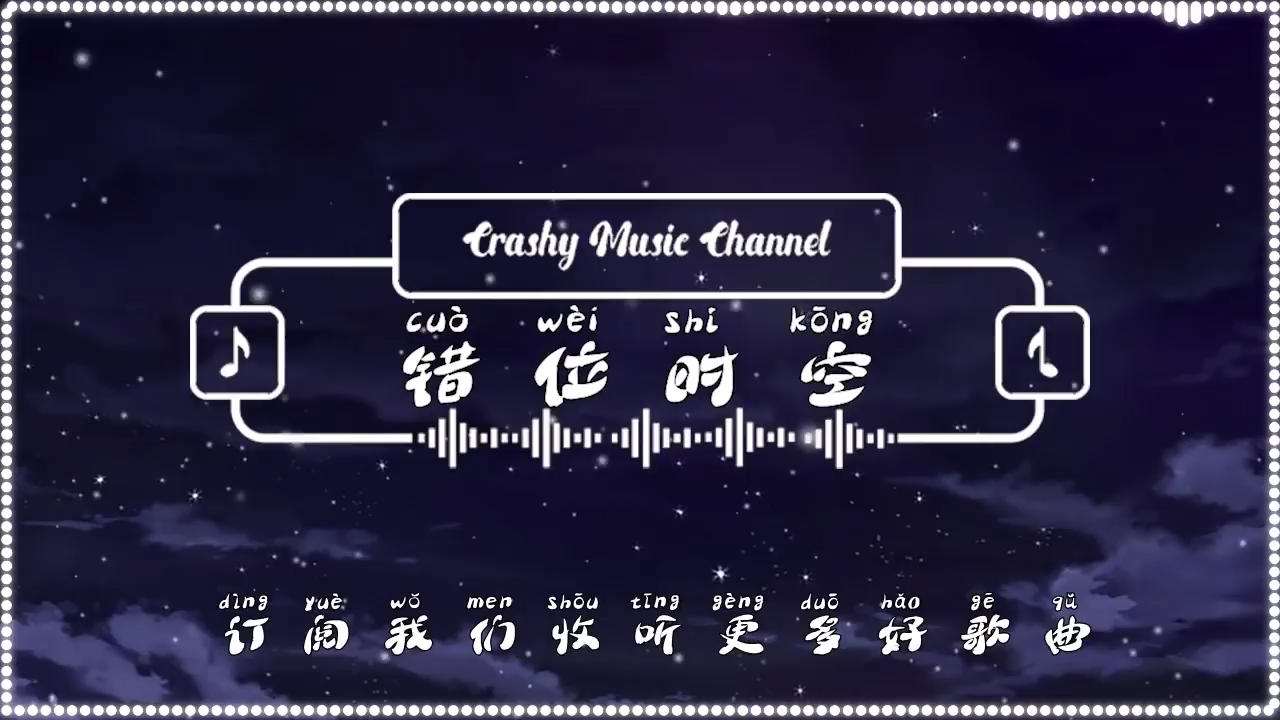 Crashy Music Channel
cuò wèi shí kōng
错位时空
dìng yuè wǒ men shōu tīng gèng duō hǎo gē qǔ
订阅我们收听更多好歌曲